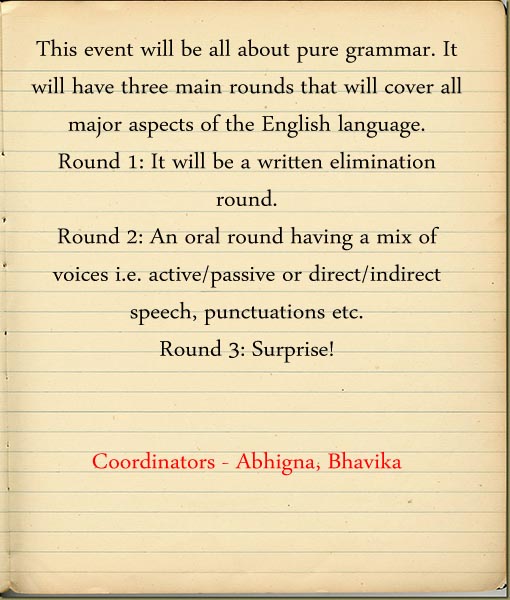 This event will be all about pure grammar. It
will have three main rounds that will cover all
major aspects of the English language.
Round 1: It will be a written elimination
round.
Round 2: An oral round having a mix of
voices i.e. active/passive or direct/indirect
speech, punctuations etc.
Round 3: Surprise!
Coordinators - Abhigna, Bhavika